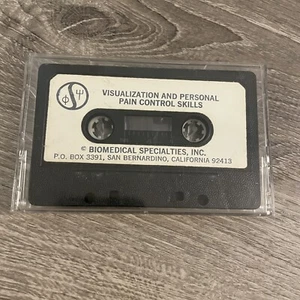 VISUALIZATION AND PERSONAL
PAIN CONTROL SKILLS
© BIOMEDICAL SPECIALTIES, INC.
P.O. BOX 3391, SAN BERNARDINO, CALIFORNIA 92413